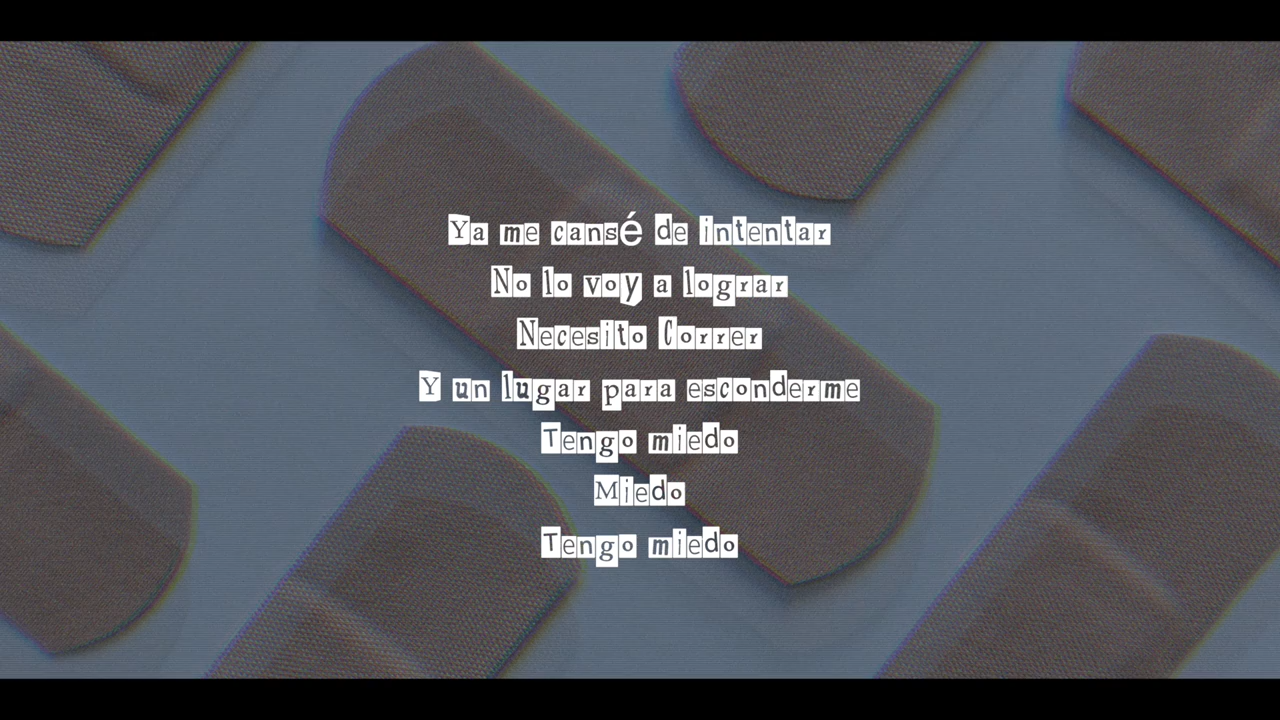 Ya me cansé de intentar
No lo voy a lograr
Necesito Correr
Y un lugar para esconderme
Tengo miedo
Miedo
Tengo miedo